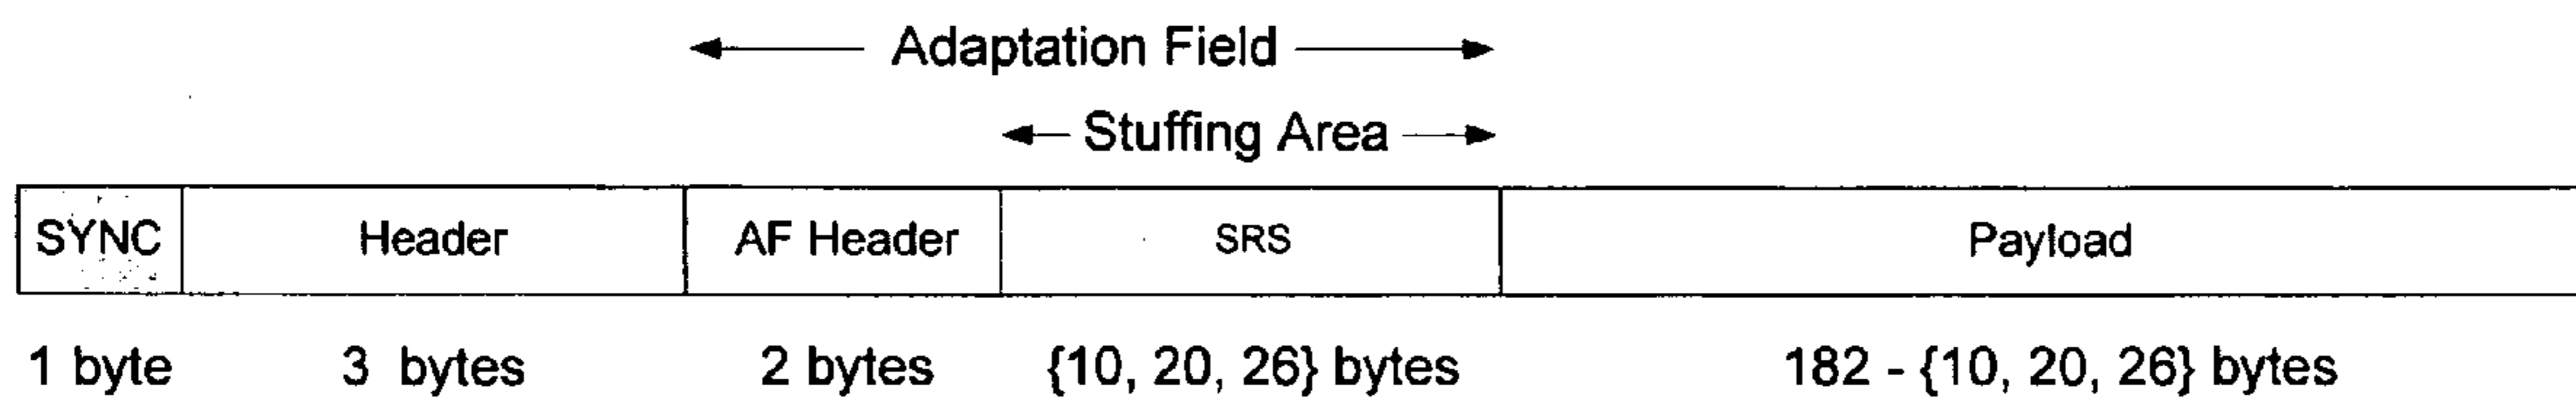 Adaptation Field
Stuffing Area
SYNC Header AF Header SRS Payload
1 byte 3 bytes 2 bytes {10, 20, 26} bytes 182 - {10, 20, 26} bytes